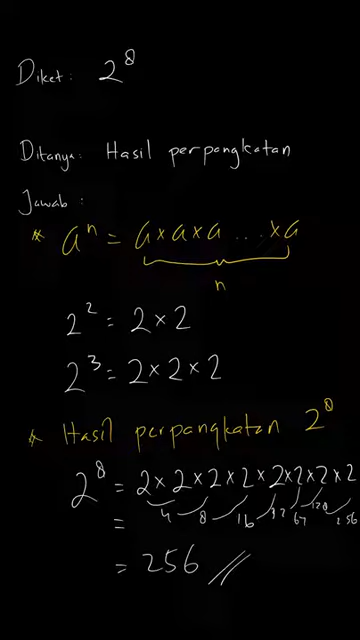 Diket: 2^8
Ditanya: Hasil perpangkatan
Jawab:
* a^n = a × a × a ... × a
n
2^2 = 2 × 2
2^3 = 2 × 2 × 2
* Hasil perpangkatan 2^8
2^8 = 2 × 2 × 2 × 2 × 2 × 2 × 2 × 2
= 4 8 16 32 64 128 256
= 256 //